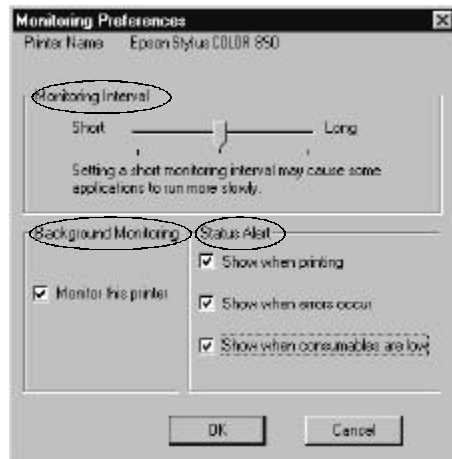 Monitoring Preferences
Printer Name Epson Stylus COLOR 850
Monitoring Interval
Short Long
Setting a short monitoring interval may cause some
applications to run more slowly.
Background Monitoring Status Alert
Show when printing
Monitor this printer
Show when errors occur
Show when consumables are low
OK Cancel